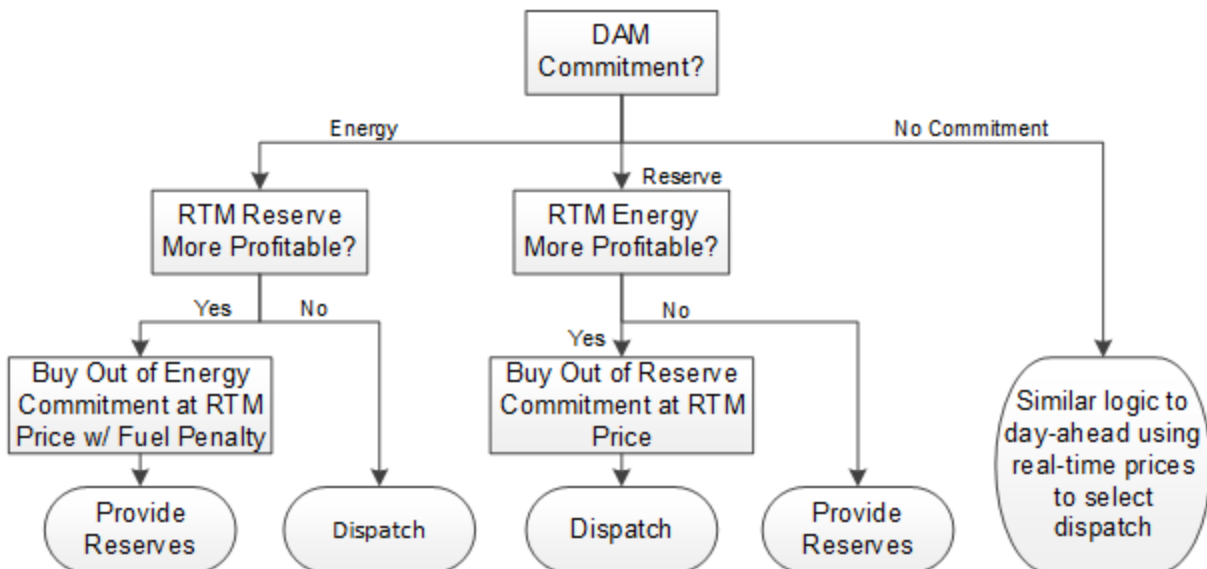 DAM
Commitment?
Energy
No Commitment
Reserve
RTM Reserve
More Profitable?
RTM Energy
More Profitable?
Yes
No
Yes
No
Buy Out of Energy
Commitment at RTM
Price w/ Fuel Penalty
Buy Out of Reserve
Commitment at RTM
Price
Similar logic to
day-ahead using
real-time prices
to select
dispatch
Provide
Reserves
Dispatch
Dispatch
Provide
Reserves